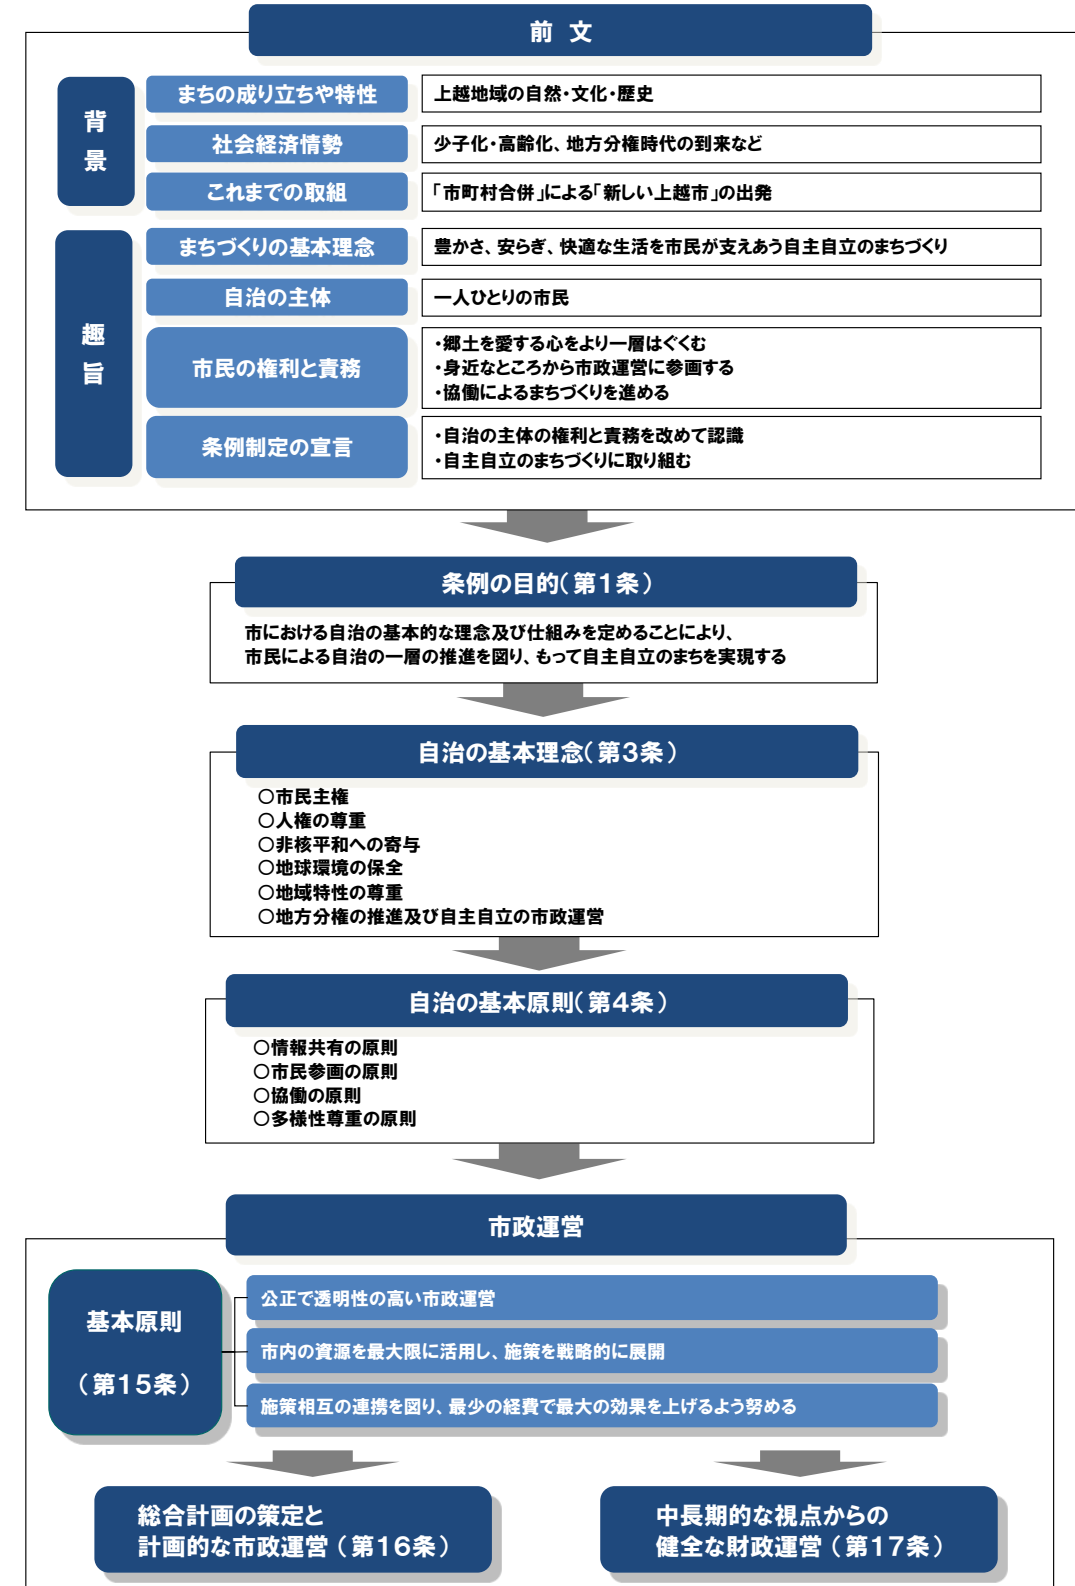 前 文
背景
まちの成り立ちや特性
上越地域の自然・文化・歴史
社会経済情勢
少子化・高齢化、地方分権時代の到来など
これまでの取組
「市町村合併」による「新しい上越市」の出発
趣旨
まちづくりの基本理念
豊かさ、安らぎ、快適な生活を市民が支えあう自主自立のまちづくり
自治の主体
一人ひとりの市民
市民の権利と責務
・郷土を愛する心をより一層はぐくむ
・身近なところから市政運営に参画する
・協働によるまちづくりを進める
条例制定の宣言
・自治の主体の権利と責務を改めて認識
・自主自立のまちづくりに取り組む
条例の目的（第1条）
市における自治の基本的な理念及び仕組みを定めることにより、
市民による自治の一層の推進を図り、もって自主自立のまちを実現する
自治の基本理念（第3条）
○市民主権
○人権の尊重
○非核平和への寄与
○地球環境の保全
○地域特性の尊重
○地方分権の推進及び自主自立の市政運営
自治の基本原則（第4条）
○情報共有の原則
○市民参画の原則
○協働の原則
○多様性尊重の原則
市政運営
基本原則
（第15条）
公正で透明性の高い市政運営
市内の資源を最大限に活用し、施策を戦略的に展開
施策相互の連携を図り、最少の経費で最大の効果を上げるよう努める
総合計画の策定と
計画的な市政運営（第16条）
中長期的な視点からの
健全な財政運営（第17条）